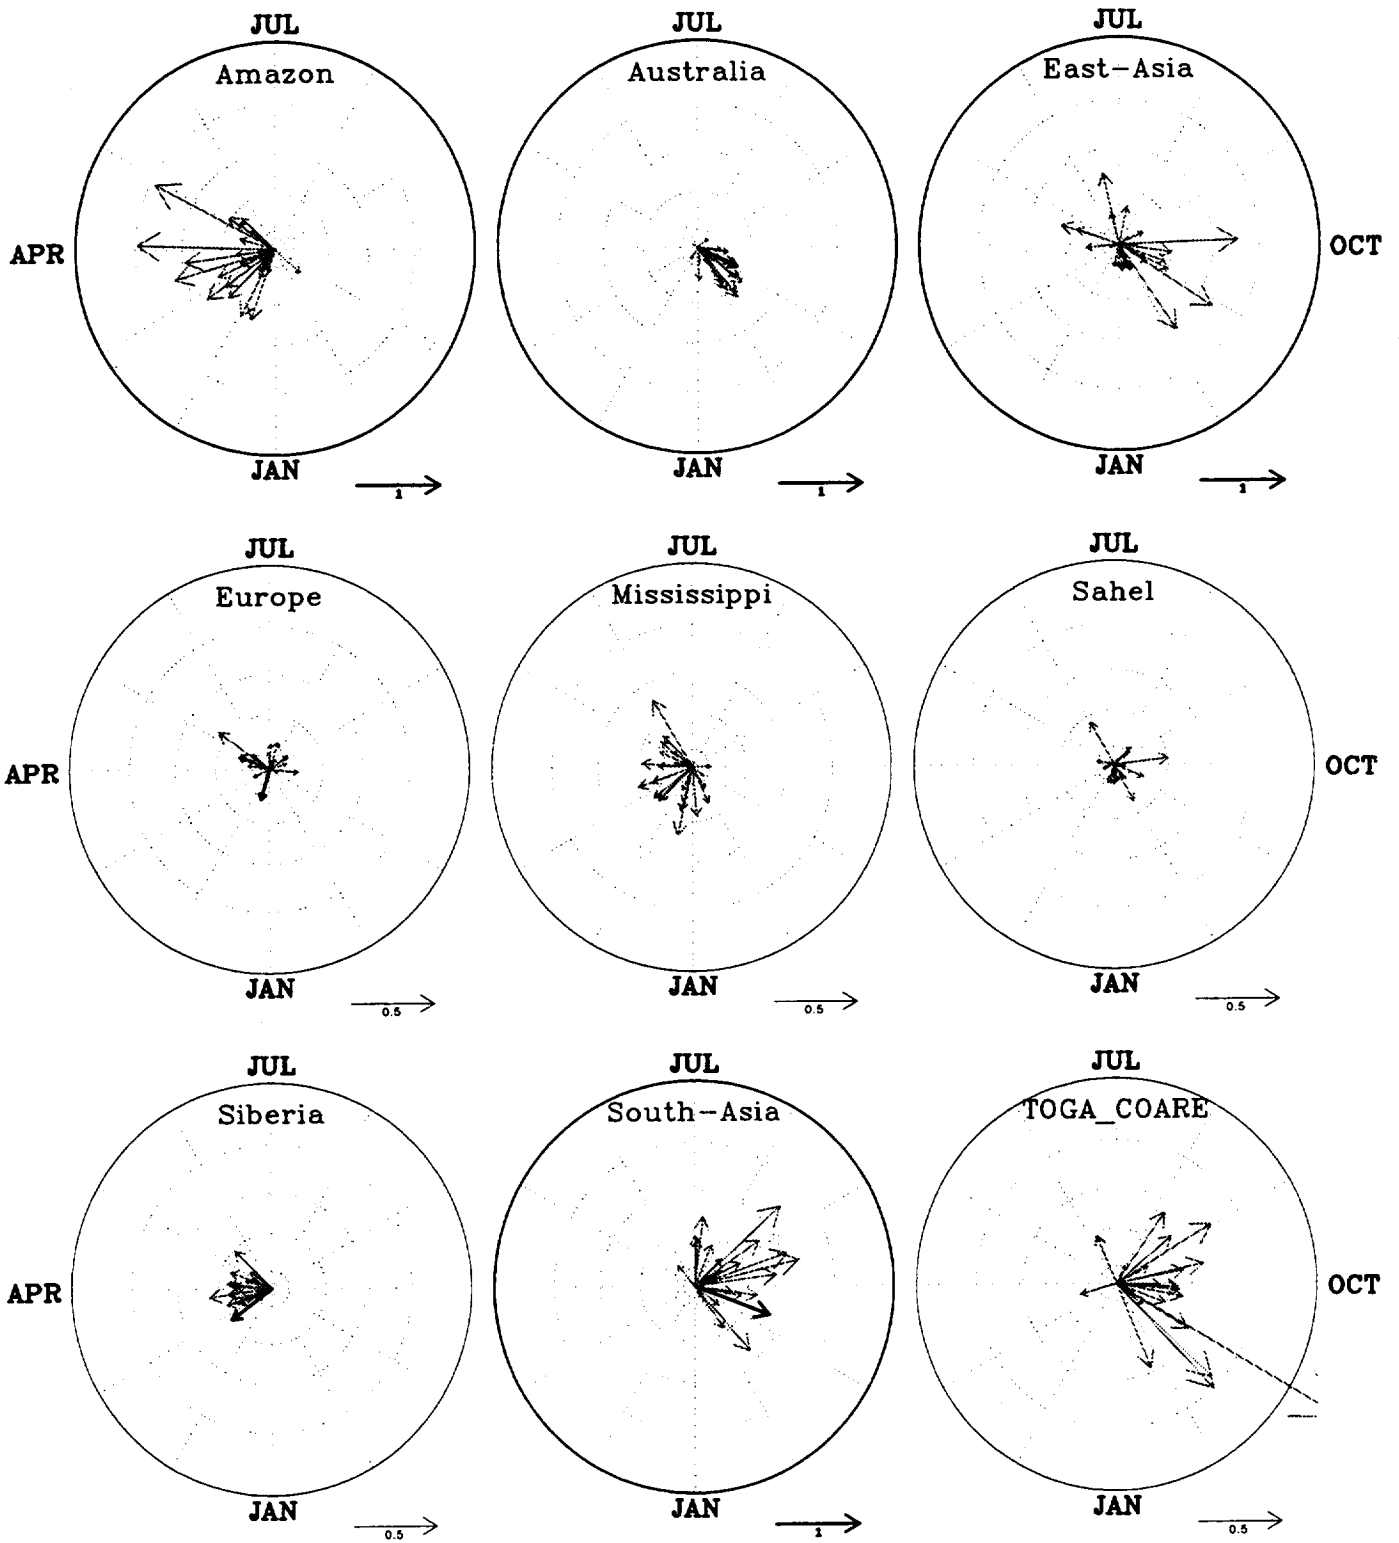 JUL JUL JUL
Amazon Australia East-Asia
APR OCT
JAN JAN JAN
1 1 1
JUL JUL JUL
Europe Mississippi Sahel
APR OCT
JAN JAN JAN
0.5 0.5 0.5
JUL JUL JUL
Siberia South-Asia TOGA_COARE
APR OCT
JAN JAN JAN
0.5 1 0.5